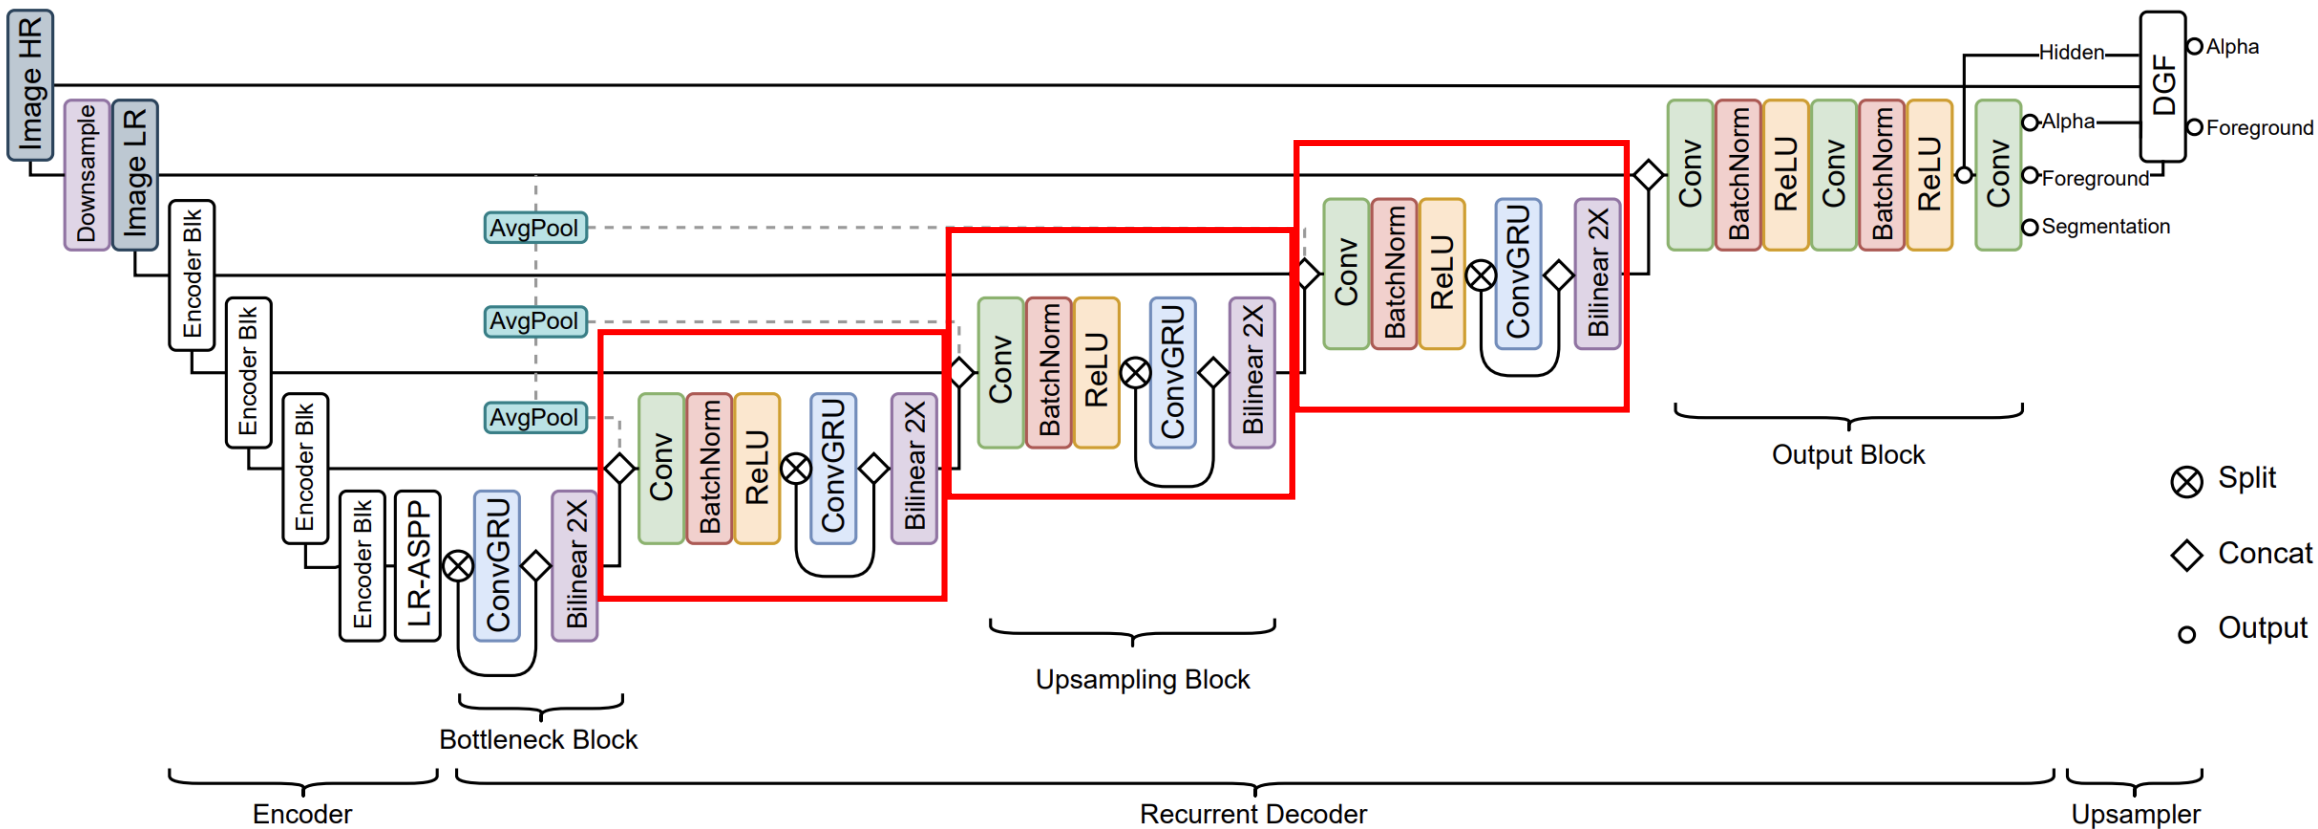 Image HR
Downsample
Image LR
Encoder Blk
Encoder Blk
Encoder Blk
Encoder Blk
LR-ASPP
ConvGRU
Bilinear 2X
AvgPool
AvgPool
AvgPool
Conv
BatchNorm
ReLU
ConvGRU
Bilinear 2X
Conv
BatchNorm
ReLU
ConvGRU
Bilinear 2X
Conv
BatchNorm
ReLU
ConvGRU
Bilinear 2X
Conv
BatchNorm
ReLU
Conv
BatchNorm
ReLU
Conv
Hidden
Alpha
Foreground
Segmentation
DGF
Alpha
Foreground
Output Block
Split
Concat
Output
Upsampling Block
Bottleneck Block
Encoder
Recurrent Decoder
Upsampler